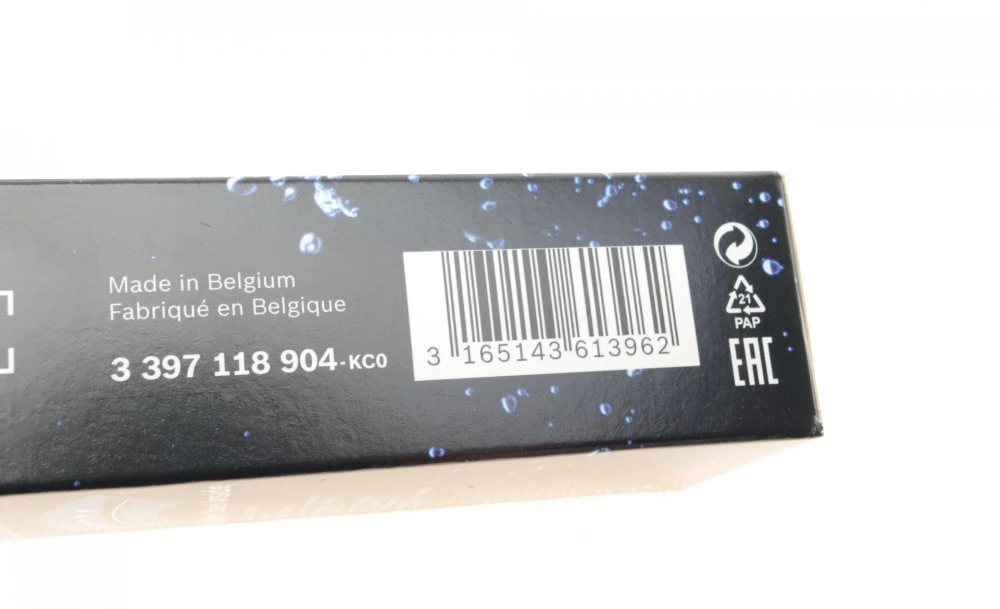 Made in Belgium
Fabriqué en Belgique
3 397 118 904-KC0
3 165143 613962
21
PAP
EAC